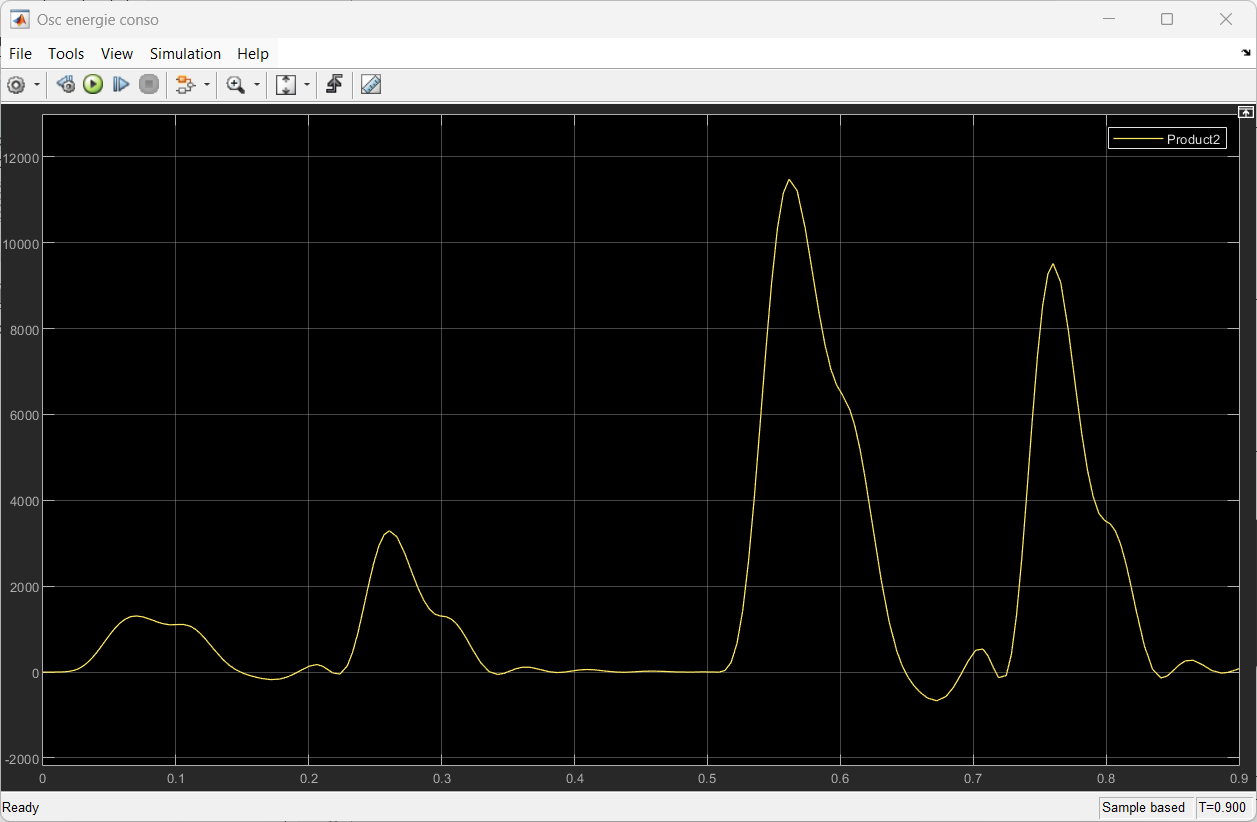 Osc energie conso
File Tools View Simulation Help
Product2
12000
10000
8000
6000
4000
2000
0
-2000
0 0.1 0.2 0.3 0.4 0.5 0.6 0.7 0.8 0.9
Ready Sample based T=0.900